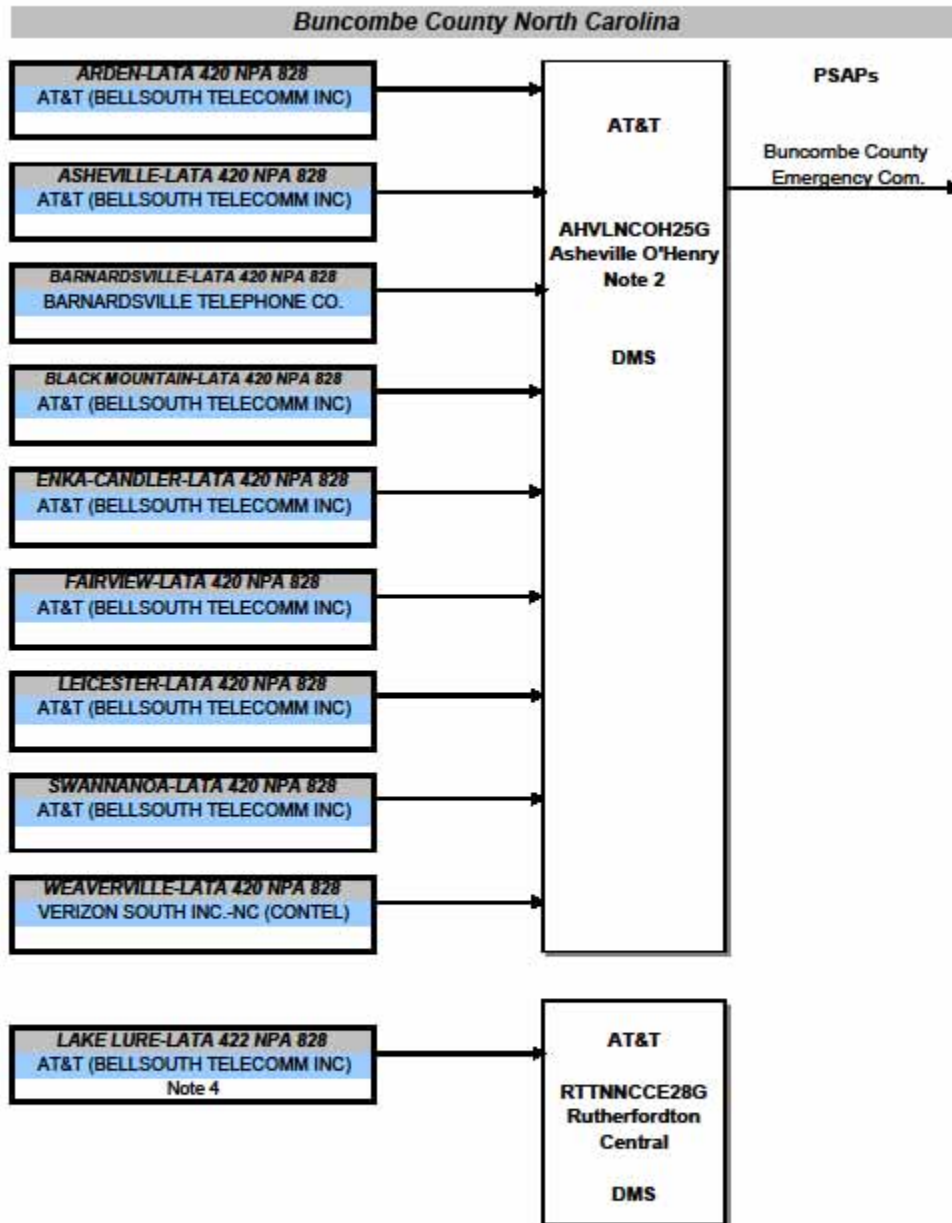 Buncombe County North Carolina
ARDEN-LATA 420 NPA 828
AT&T (BELLSOUTH TELECOMM INC)
ASHEVILLE-LATA 420 NPA 828
AT&T (BELLSOUTH TELECOMM INC)
BARNARDSVILLE-LATA 420 NPA 828
BARNARDSVILLE TELEPHONE CO.
BLACK MOUNTAIN-LATA 420 NPA 828
AT&T (BELLSOUTH TELECOMM INC)
ENKA-CANDLER-LATA 420 NPA 828
AT&T (BELLSOUTH TELECOMM INC)
FAIRVIEW-LATA 420 NPA 828
AT&T (BELLSOUTH TELECOMM INC)
LEICESTER-LATA 420 NPA 828
AT&T (BELLSOUTH TELECOMM INC)
SWANNANOA-LATA 420 NPA 828
AT&T (BELLSOUTH TELECOMM INC)
WEAVERVILLE-LATA 420 NPA 828
VERIZON SOUTH INC.-NC (CONTEL)
AT&T
AHVLNCOH25G
Asheville O'Henry
Note 2
DMS
PSAPs
Buncombe County
Emergency Com.
LAKE LURE-LATA 422 NPA 828
AT&T (BELLSOUTH TELECOMM INC)
Note 4
AT&T
RTTNNCCE28G
Rutherfordton
Central
DMS